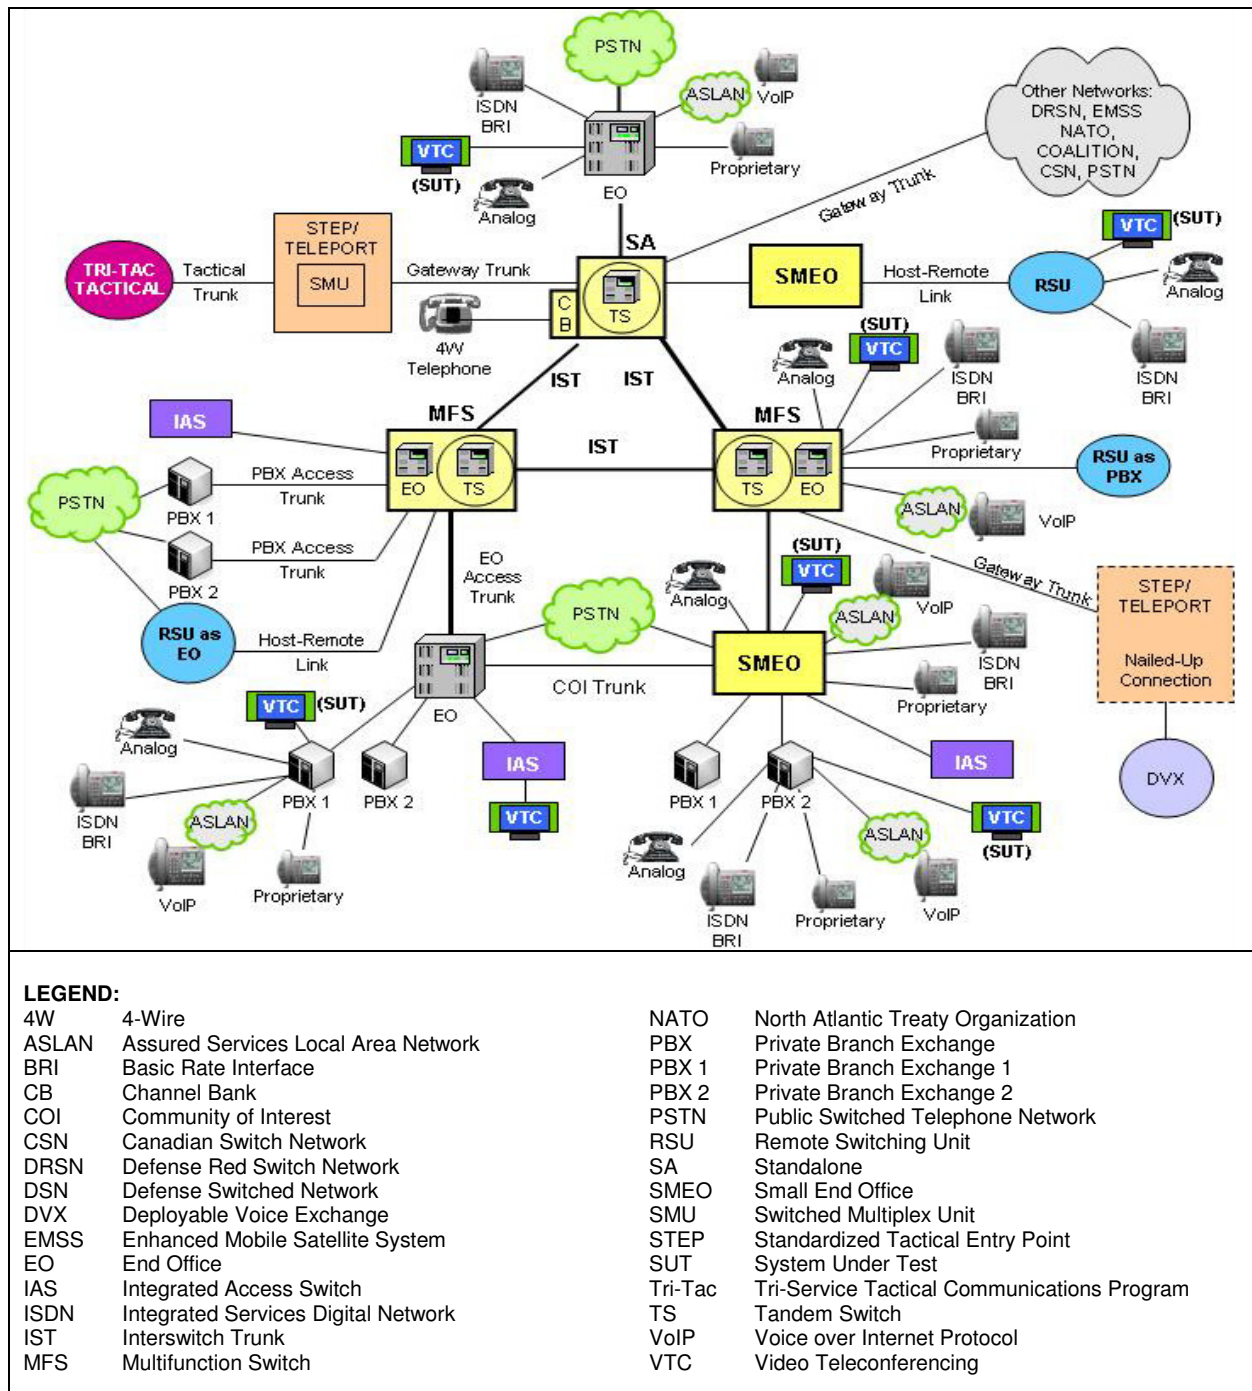 PSTN
ISDN
BRI
ASLAN
VoIP
VTC
(SUT)
Proprietary
Analog
EO
Other Networks:
DRSN, EMSS
NATO,
COALITION,
CSN, PSTN
Gateway Trunk
SA
STEP/
TELEPORT
SMU
TRI-TAC
TACTICAL
Tactical
Trunk
Gateway Trunk
C
B
TS
4W
Telephone
SMEO
Host-Remote
Link
RSU
VTC
(SUT)
Analog
ISDN
BRI
IST
IST
(SUT)
VTC
Analog
ISDN
BRI
Proprietary
MFS
MFS
IAS
EO
TS
IST
TS
EO
RSU as
PBX
PSTN
PBX Access
Trunk
PBX 1
PBX Access
Trunk
PBX 2
ASLAN
VoIP
EO
Access
Trunk
RSU as
EO
Host-Remote
Link
PSTN
Analog
(SUT)
VTC
ASLAN
VoIP
Gateway Trunk
STEP/
TELEPORT
Nailed-Up
Connection
SMEO
ISDN
BRI
Proprietary
COI Trunk
EO
VTC
(SUT)
Analog
ISDN
BRI
PBX 1
PBX 2
IAS
VTC
ASLAN
VoIP
Proprietary
PBX 1
PBX 2
IAS
DVX
VTC
(SUT)
Analog
ISDN
BRI
Proprietary
ASLAN
VoIP
LEGEND:
4W 4-Wire
ASLAN Assured Services Local Area Network
BRI Basic Rate Interface
CB Channel Bank
COI Community of Interest
CSN Canadian Switch Network
DRSN Defense Red Switch Network
DSN Defense Switched Network
DVX Deployable Voice Exchange
EMSS Enhanced Mobile Satellite System
EO End Office
IAS Integrated Access Switch
ISDN Integrated Services Digital Network
IST Interswitch Trunk
MFS Multifunction Switch
NATO North Atlantic Treaty Organization
PBX Private Branch Exchange
PBX 1 Private Branch Exchange 1
PBX 2 Private Branch Exchange 2
PSTN Public Switched Telephone Network
RSU Remote Switching Unit
SA Standalone
SMEO Small End Office
SMU Switched Multiplex Unit
STEP Standardized Tactical Entry Point
SUT System Under Test
Tri-Tac Tri-Service Tactical Communications Program
TS Tandem Switch
VoIP Voice over Internet Protocol
VTC Video Teleconferencing